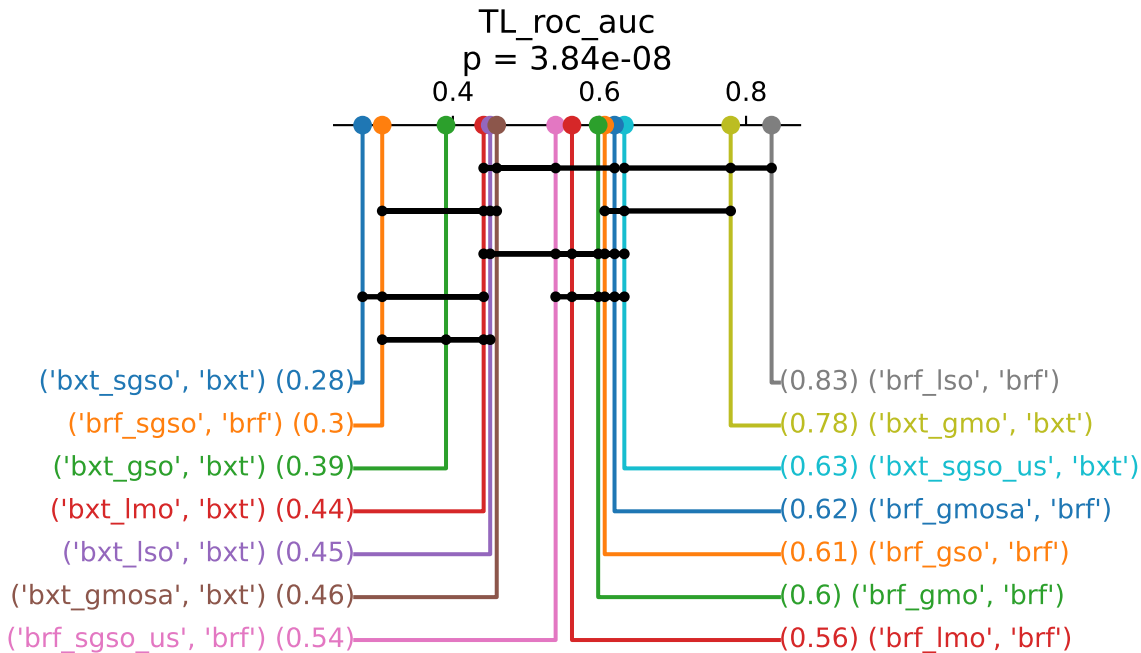 TL_roc_auc
p = 3.84e-08
0.4 0.6 0.8
('bxt_sgso', 'bxt') (0.28)
(0.83) ('brf_lso', 'brf')
('brf_sgso', 'brf') (0.3)
(0.78) ('bxt_gmo', 'bxt')
('bxt_gso', 'bxt') (0.39)
(0.63) ('bxt_sgso_us', 'bxt')
('bxt_lmo', 'bxt') (0.44)
(0.62) ('brf_gmosa', 'brf')
('bxt_lso', 'bxt') (0.45)
(0.61) ('brf_gso', 'brf')
('bxt_gmosa', 'bxt') (0.46)
(0.6) ('brf_gmo', 'brf')
('brf_sgso_us', 'brf') (0.54)
(0.56) ('brf_lmo', 'brf')